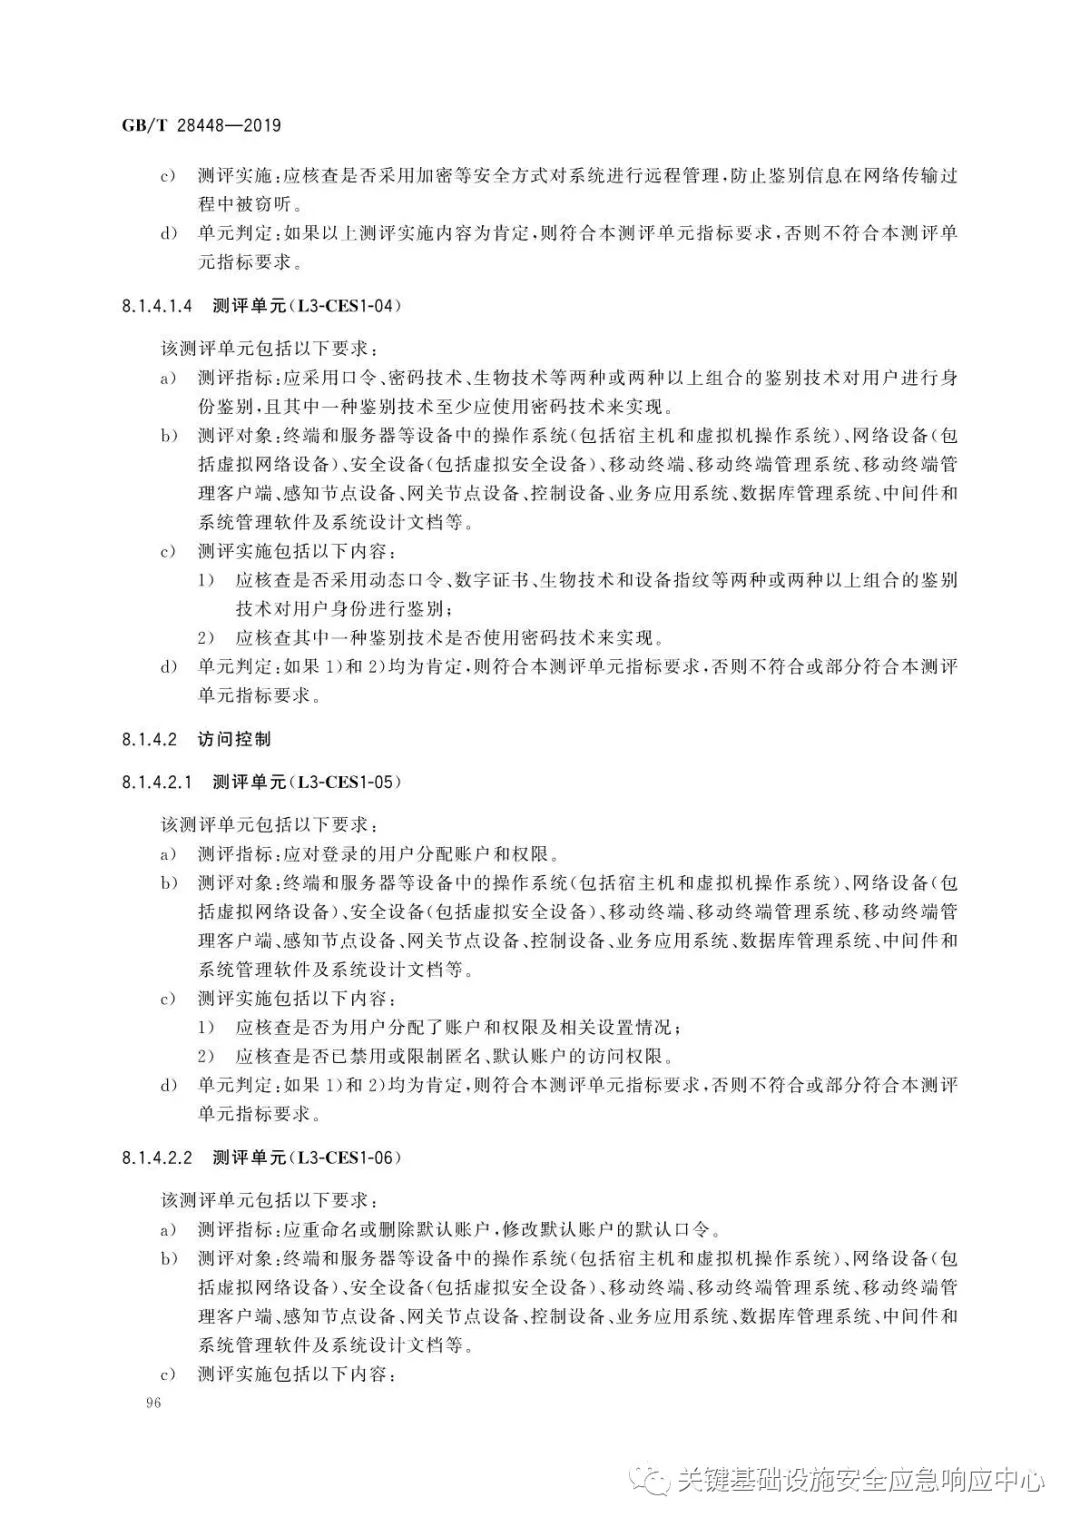 GB/T 28448—2019
c) 测评实施:应核查是否采用加密等安全方式对系统进行远程管理,防止鉴别信息在网络传输过
程中被窃听。
d) 单元判定:如果以上测评实施内容为肯定,则符合本测评单元指标要求,否则不符合本测评单
元指标要求。
8.1.4.1.4 测评单元(L3-CES1-04)
该测评单元包括以下要求:
a) 测评指标:应采用口令、密码技术、生物技术等两种或两种以上组合的鉴别技术对用户进行身
份鉴别,且其中一种鉴别技术至少应使用密码技术来实现。
b) 测评对象:终端和服务器等设备中的操作系统(包括宿主机和虚拟机操作系统)、网络设备(包
括虚拟网络设备)、安全设备(包括虚拟安全设备)、移动终端、移动终端管理系统、移动终端管
理客户端、感知节点设备、网关节点设备、控制设备、业务应用系统、数据库管理系统、中间件和
系统管理软件及系统设计文档等。
c) 测评实施包括以下内容:
1) 应核查是否采用动态口令、数字证书、生物技术和设备指纹等两种或两种以上组合的鉴别
技术对用户身份进行鉴别;
2) 应核查其中一种鉴别技术是否使用密码技术来实现。
d) 单元判定:如果1)和2)均为肯定,则符合本测评单元指标要求,否则不符合或部分符合本测评
单元指标要求。
8.1.4.2 访问控制
8.1.4.2.1 测评单元(L3-CES1-05)
该测评单元包括以下要求:
a) 测评指标:应对登录的用户分配账户和权限。
b) 测评对象:终端和服务器等设备中的操作系统(包括宿主机和虚拟机操作系统)、网络设备(包
括虚拟网络设备)、安全设备(包括虚拟安全设备)、移动终端、移动终端管理系统、移动终端管
理客户端、感知节点设备、网关节点设备、控制设备、业务应用系统、数据库管理系统、中间件和
系统管理软件及系统设计文档等。
c) 测评实施包括以下内容:
1) 应核查是否为用户分配了账户和权限及相关设置情况;
2) 应核查是否已禁用或限制匿名、默认账户的访问权限。
d) 单元判定:如果1)和2)均为肯定,则符合本测评单元指标要求,否则不符合或部分符合本测评
单元指标要求。
8.1.4.2.2 测评单元(L3-CES1-06)
该测评单元包括以下要求:
a) 测评指标:应重命名或删除默认账户,修改默认账户的默认口令。
b) 测评对象:终端和服务器等设备中的操作系统(包括宿主机和虚拟机操作系统)、网络设备(包
括虚拟网络设备)、安全设备(包括虚拟安全设备)、移动终端、移动终端管理系统、移动终端管
理客户端、感知节点设备、网关节点设备、控制设备、业务应用系统、数据库管理系统、中间件和
系统管理软件及系统设计文档等。
c) 测评实施包括以下内容:
96
关键基础设施安全应急响应中心